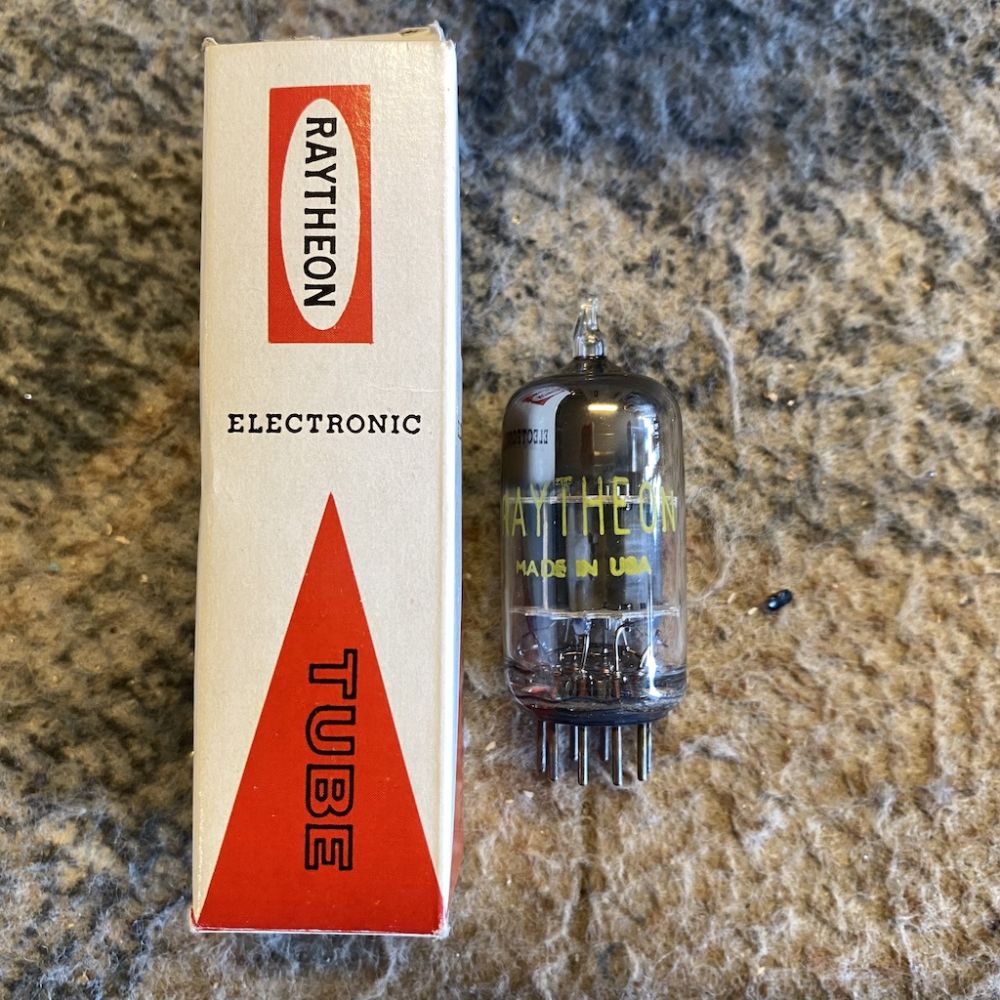 RAYTHEON
ELECTRONIC
TUBE
RAYTHEON
MADE IN USA